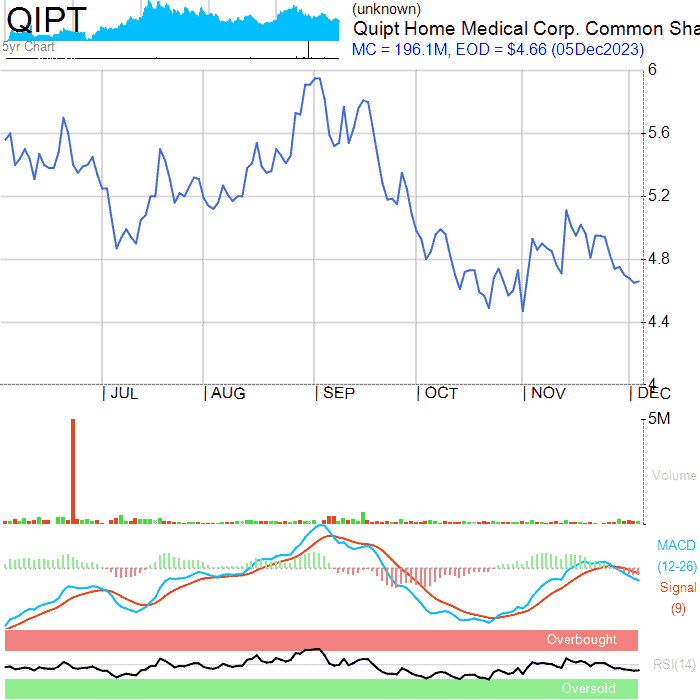 QIPT
5yr Chart
(unknown)
Quipt Home Medical Corp. Common Sha
MC = 196.1M, EOD = $4.66 (05Dec2023)
6
5.6
5.2
4.8
4.4
4
| JUL | AUG | SEP | OCT | NOV | DEC
5M
Volume
MACD
(12-26)
Signal
(9)
Overbought
RSI(14)
Oversold